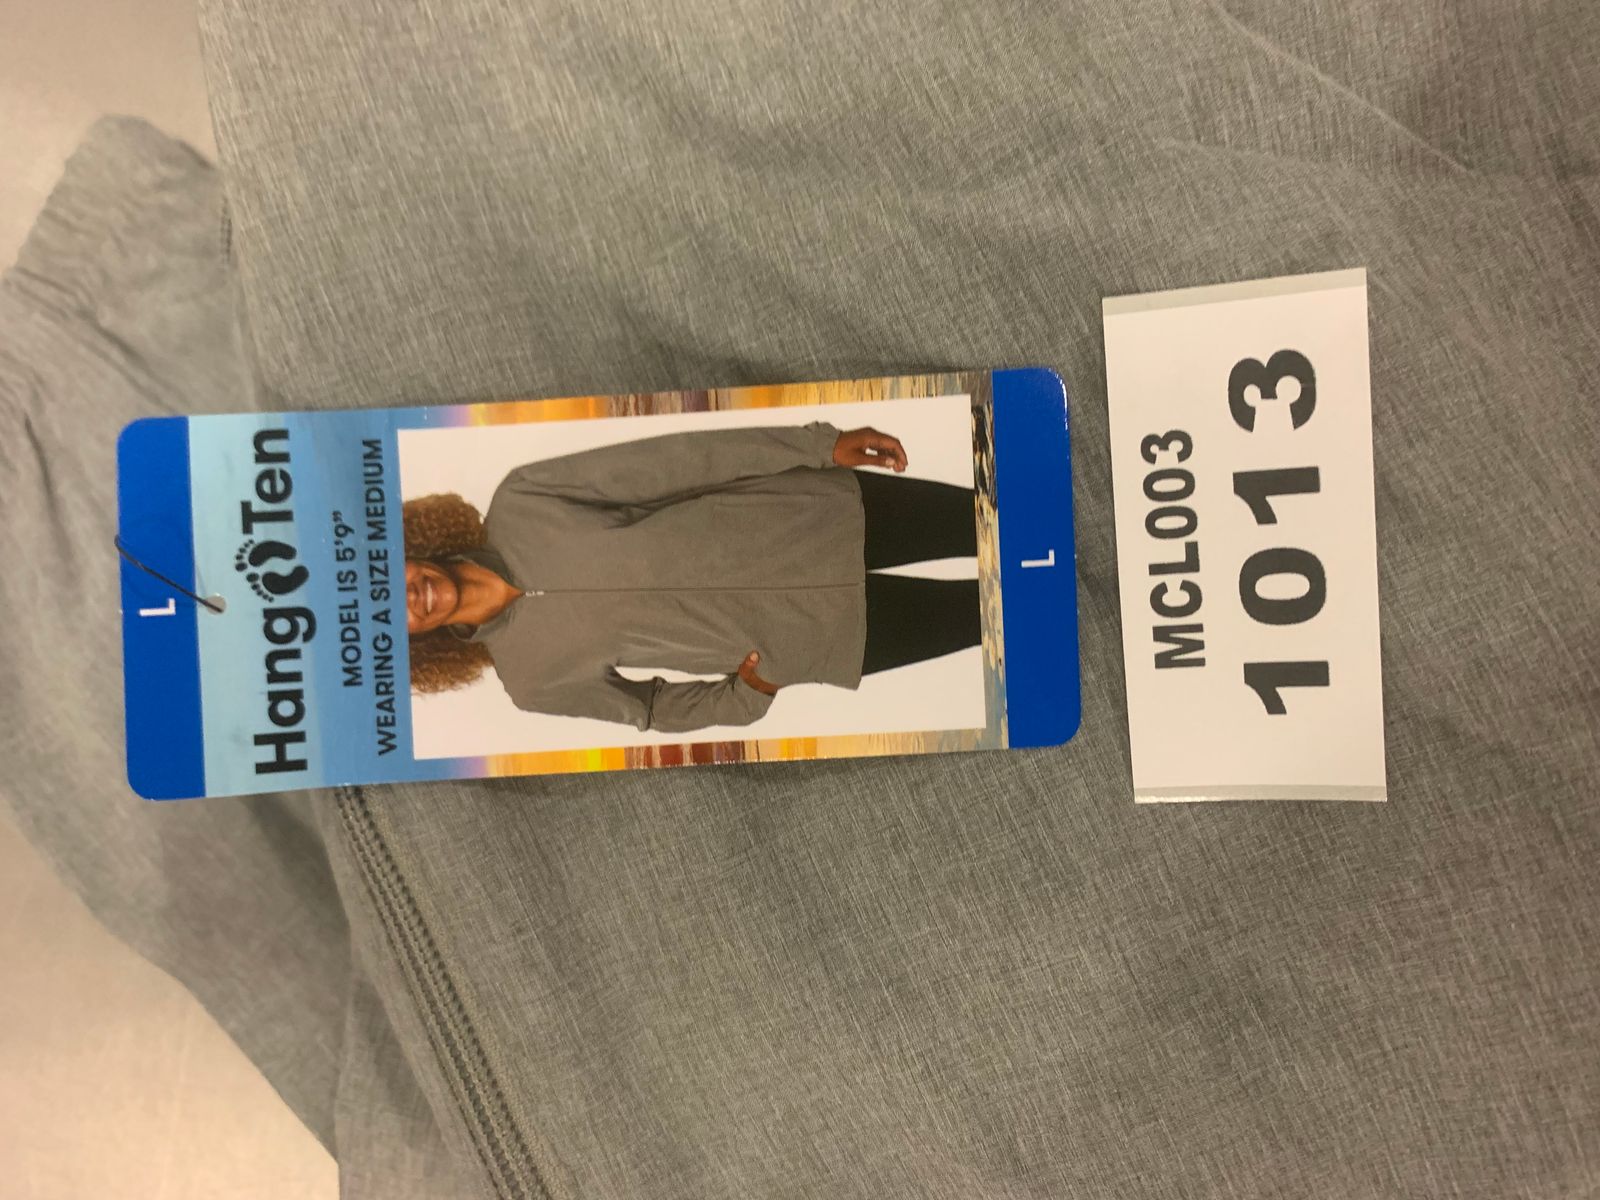 L
Hang Ten
MODEL IS 5'9"
WEARING A SIZE MEDIUM
L
MCL003
1013